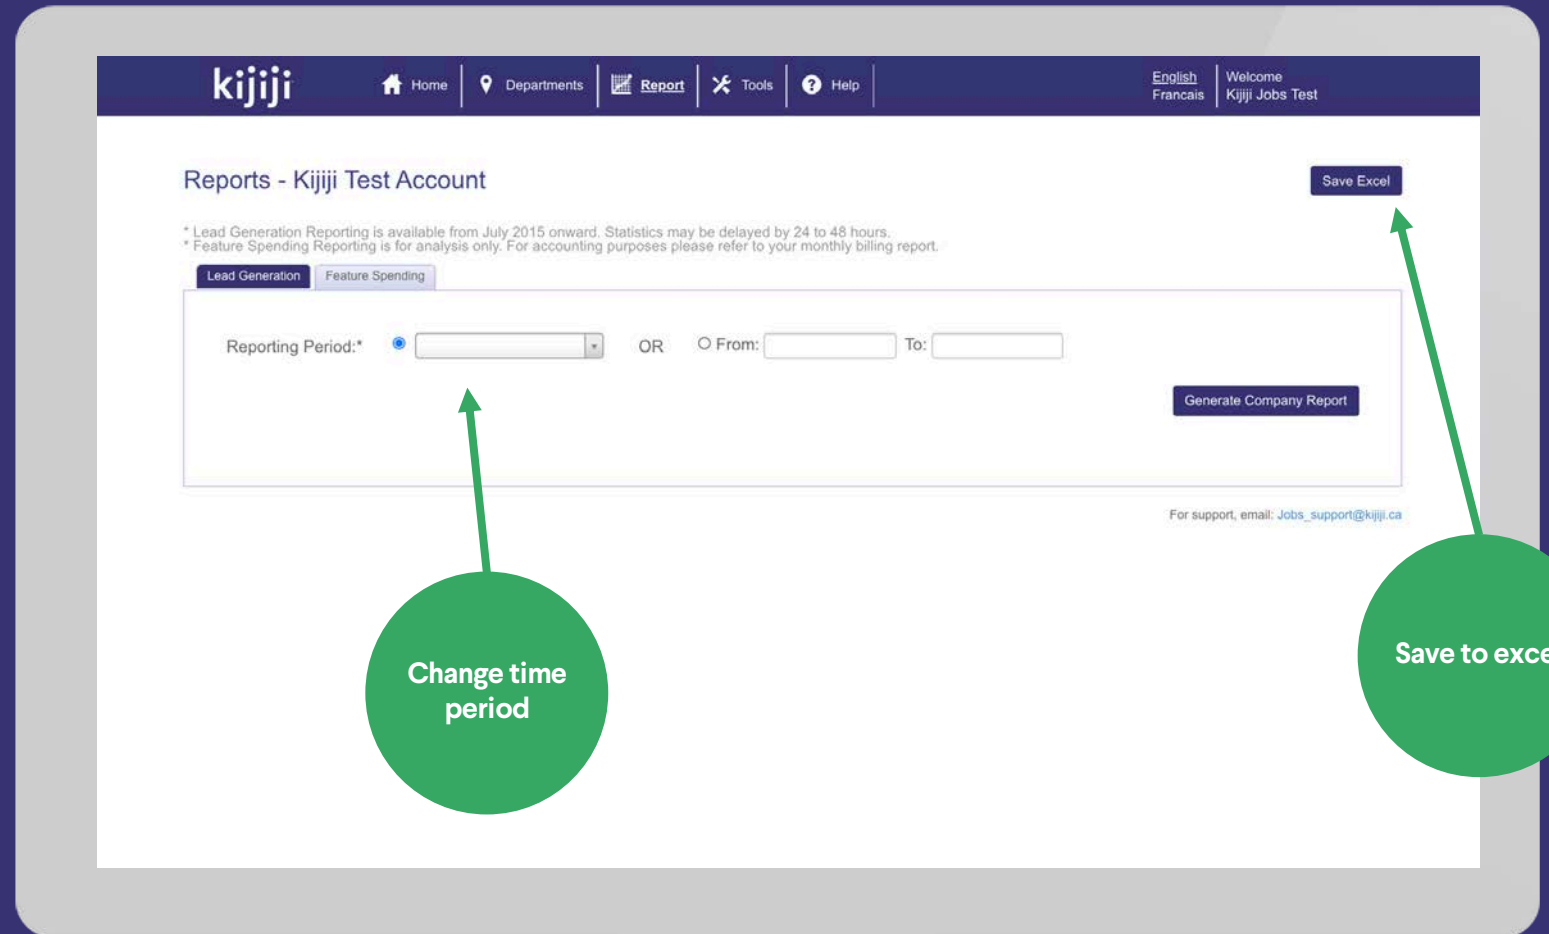 kijiji
Home
Departments
Report
Tools
Help
English
Francais
Welcome
Kijiji Jobs Test
Reports - Kijiji Test Account
Save Excel
* Lead Generation Reporting is available from July 2015 onward. Statistics may be delayed by 24 to 48 hours.
* Feature Spending Reporting is for analysis only. For accounting purposes please refer to your monthly billing report.
Lead Generation
Feature Spending
Reporting Period:*
OR
From:
To:
Generate Company Report
For support, email: Jobs_support@kijiji.ca
Change time
period
Save to exce